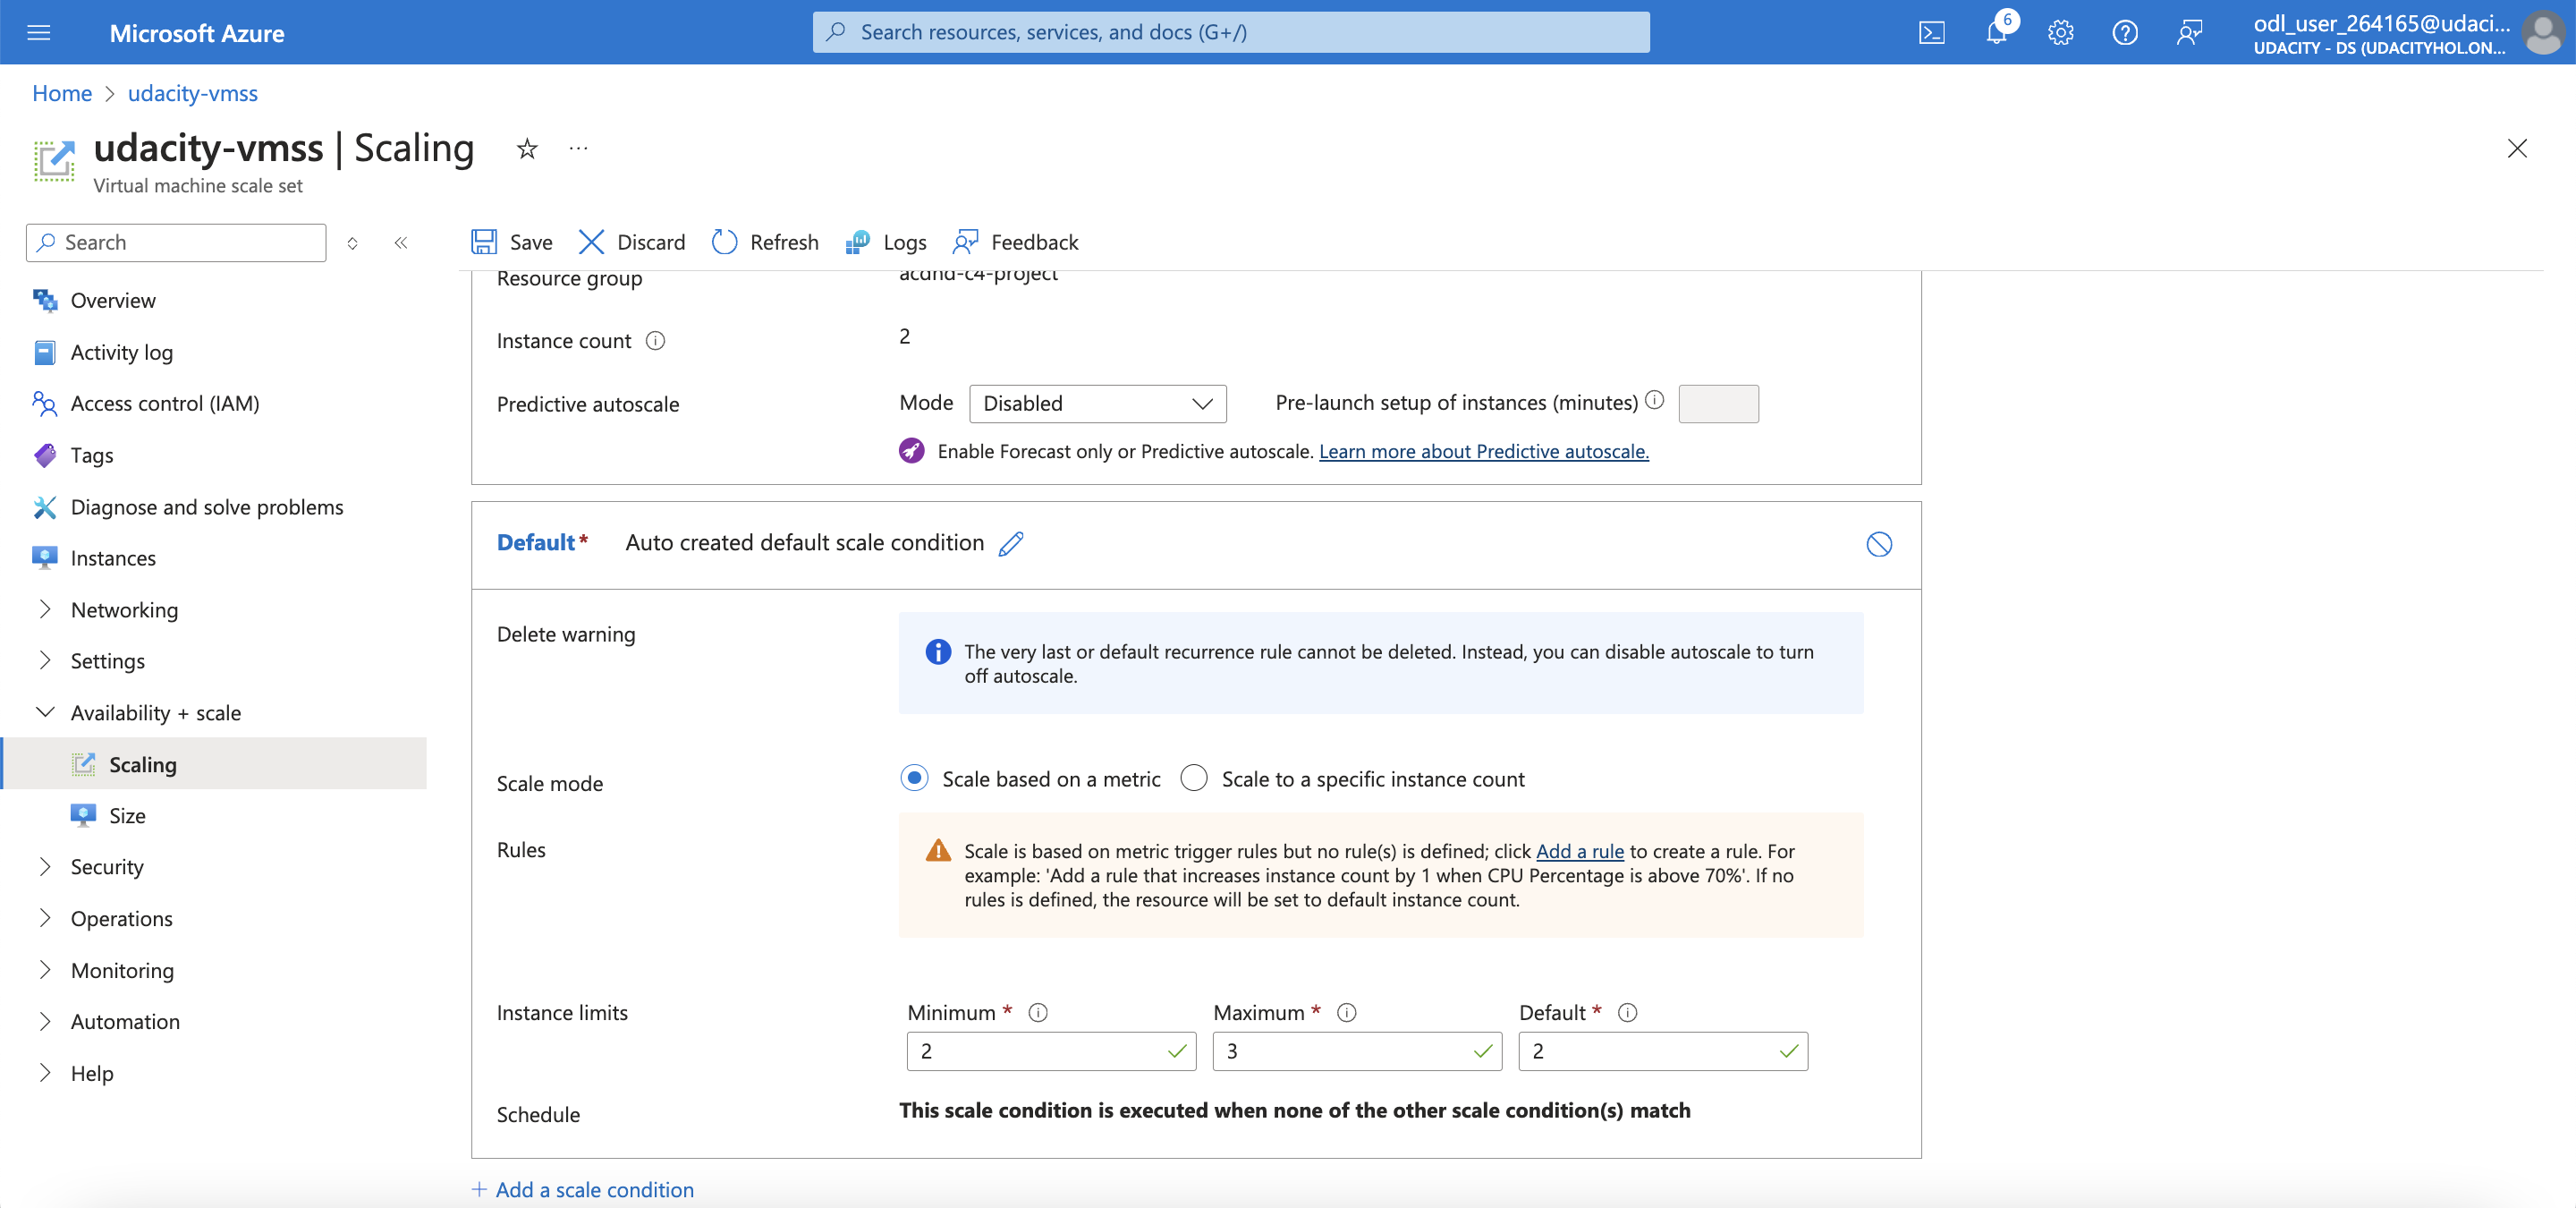 Microsoft Azure
Search resources, services, and docs (G+/)
6
odl_user_264165@udaci...
UDACITY - DS (UDACITYHOL.ON...
Home > udacity-vmss
udacity-vmss | Scaling
Virtual machine scale set
Search
Save
Discard
Refresh
Logs
Feedback
Overview
Activity log
Access control (IAM)
Tags
Diagnose and solve problems
Instances
Networking
Settings
Availability + scale
Scaling
Size
Security
Operations
Monitoring
Automation
Help
Resource group
acdnd-c4-project
Instance count
2
Predictive autoscale
Mode
Disabled
Pre-launch setup of instances (minutes)
Enable Forecast only or Predictive autoscale. Learn more about Predictive autoscale.
Default*
Auto created default scale condition
Delete warning
The very last or default recurrence rule cannot be deleted. Instead, you can disable autoscale to turn
off autoscale.
Scale mode
Scale based on a metric
Scale to a specific instance count
Rules
Scale is based on metric trigger rules but no rule(s) is defined; click Add a rule to create a rule. For
example: 'Add a rule that increases instance count by 1 when CPU Percentage is above 70%'. If no
rules is defined, the resource will be set to default instance count.
Instance limits
Minimum *
Maximum *
Default *
2
3
2
Schedule
This scale condition is executed when none of the other scale condition(s) match
+ Add a scale condition